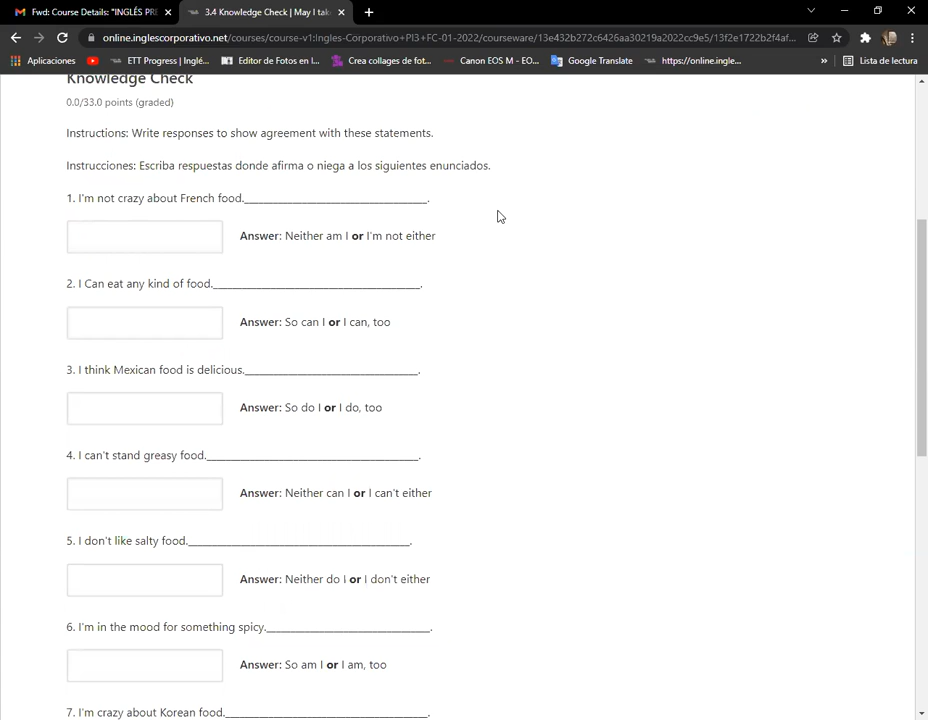 Fwd: Course Details: "INGLÉS PRE
3.4 Knowledge Check | May I take
online.inglescorporativo.net/courses/course-v1:Ingles-Corporativo+PI3+FC-01-2022/courseware/13e432b272c6426aa30219a2022cc9e5/13f2e1722b2f4af...
Aplicaciones
ETT Progress | Inglé...
Editor de Fotos en l...
Crea collages de fot...
Canon EOS M - EO...
Google Translate
https://online.ingle...
»
Lista de lectura
Knowledge Check
0.0/33.0 points (graded)
Instructions: Write responses to show agreement with these statements.
Instrucciones: Escriba respuestas donde afirma o niega a los siguientes enunciados.
1. I'm not crazy about French food.__________________________________.
Answer: Neither am I or I'm not either
2. I Can eat any kind of food.______________________________________.
Answer: So can I or I can, too
3. I think Mexican food is delicious.________________________________.
Answer: So do I or I do, too
4. I can't stand greasy food._______________________________________.
Answer: Neither can I or I can't either
5. I don't like salty food.________________________________________.
Answer: Neither do I or I don't either
6. I'm in the mood for something spicy.______________________________.
Answer: So am I or I am, too
7. I'm crazy about Korean food._____________________________________.